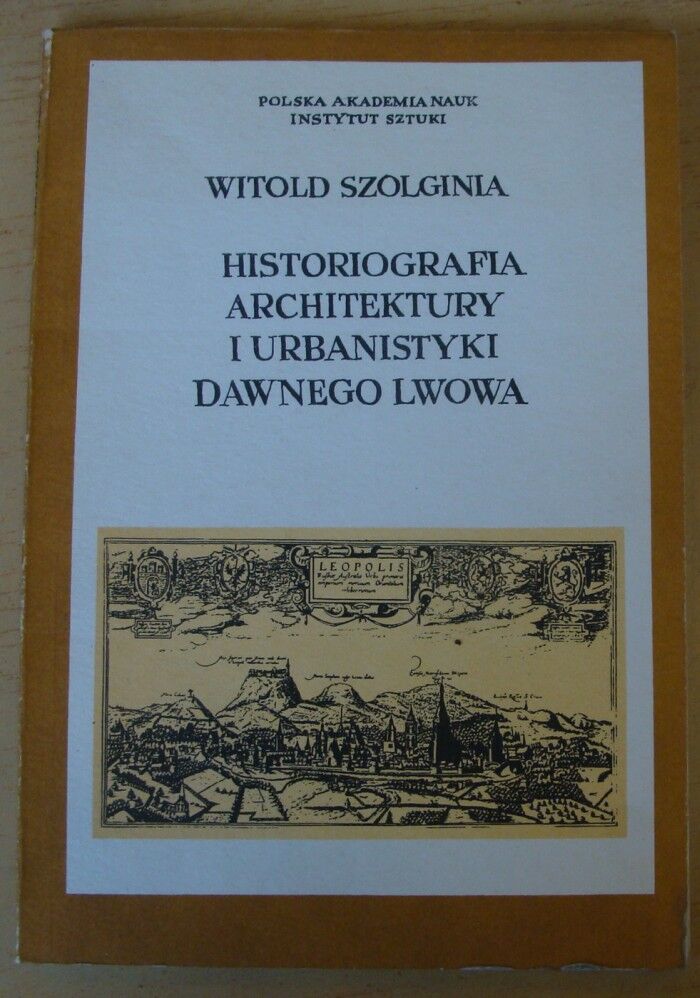 POLSKA AKADEMIA NAUK
INSTYTUT SZTUKI
WITOLD SZOLGINIA
HISTORIOGRAFIA
ARCHITEKTURY
I URBANISTYKI
DAWNEGO LWOWA
LEOPOLIS